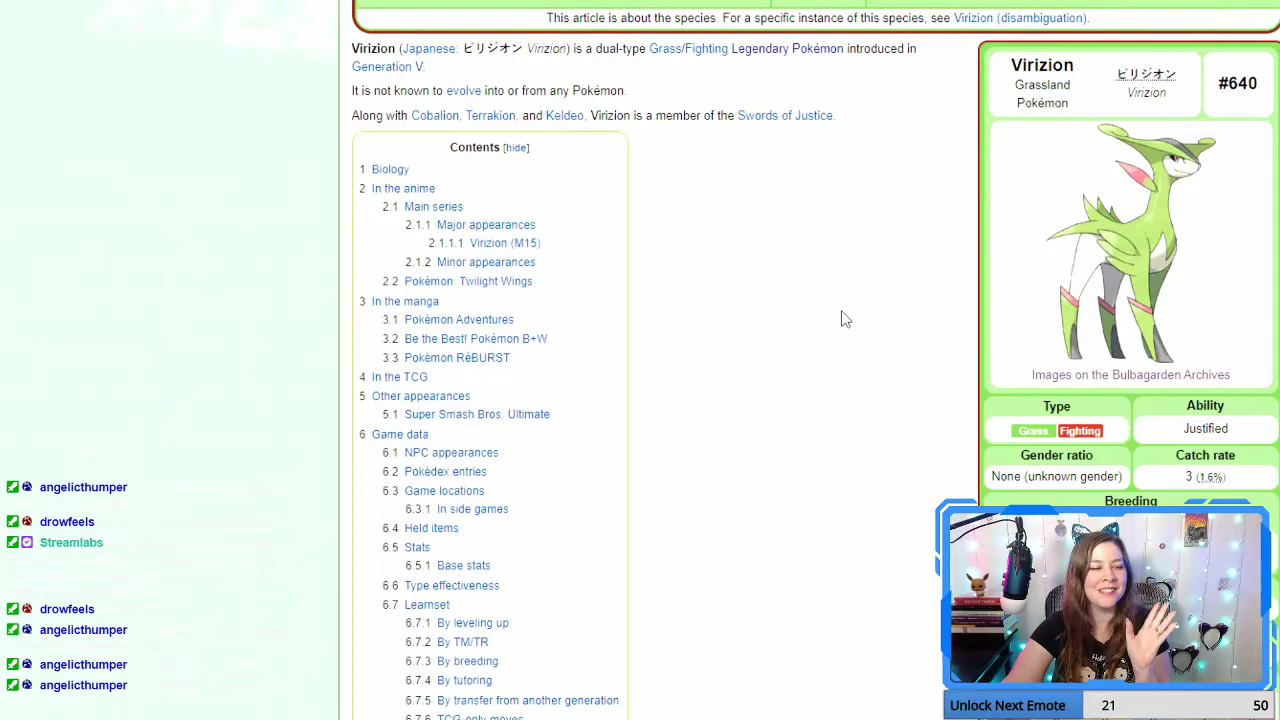 This article is about the species. For a specific instance of this species, see Virizion (disambiguation).
Virizion (Japanese: ビリジオン Virizion) is a dual-type Grass/Fighting Legendary Pokémon introduced in
Generation V.
It is not known to evolve into or from any Pokémon.
Along with Cobalion, Terrakion, and Keldeo, Virizion is a member of the Swords of Justice.
Contents [hide]
1 Biology
2 In the anime
2.1 Main series
2.1.1 Major appearances
2.1.1.1 Virizion (M15)
2.1.2 Minor appearances
2.2 Pokémon: Twilight Wings
3 In the manga
3.1 Pokémon Adventures
3.2 Be the Best! Pokémon B+W
3.3 Pokémon RéBURST
4 In the TCG
5 Other appearances
5.1 Super Smash Bros. Ultimate
6 Game data
6.1 NPC appearances
6.2 Pokédex entries
6.3 Game locations
6.3.1 In side games
6.4 Held items
6.5 Stats
6.5.1 Base stats
6.6 Type effectiveness
6.7 Learnset
6.7.1 By leveling up
6.7.2 By TM/TR
6.7.3 By breeding
6.7.4 By tutoring
6.7.5 By transfer from another generation
6.7.6 TCG-only moves
Virizion
Grassland
Pokémon
ビリジオン
Virizion
#640
Images on the Bulbagarden Archives
Type
Ability
Grass Fighting
Justified
Gender ratio
Catch rate
None (unknown gender)
3 (1.6%)
Breeding
angelicthumper
drowfeels
Streamlabs
drowfeels
angelicthumper
angelicthumper
angelicthumper
Unlock Next Emote 21 50